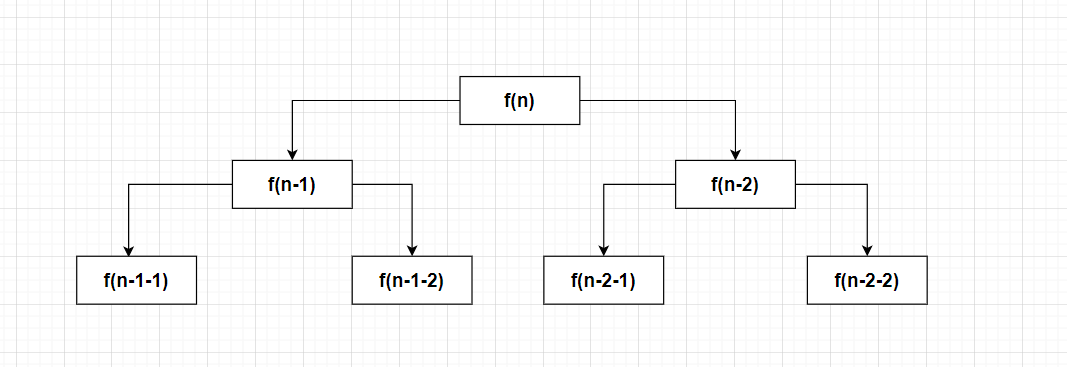 f(n)
f(n-1)
f(n-2)
f(n-1-1)
f(n-1-2)
f(n-2-1)
f(n-2-2)